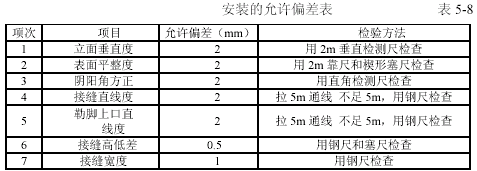 安装的允许偏差表 表 5-8
项次 项目 允许偏差（mm） 检验方法
1 立面垂直度 2 用 2m 垂直检测尺检查
2 表面平整度 2 用 2m 靠尺和楔形塞尺检查
3 阴阳角方正 2 用直角检测尺检查
4 接缝直线度 2 拉 5m 通线 不足 5m，用钢尺检查
5 勒脚上口直线度 2 拉 5m 通线 不足 5m，用钢尺检查
6 接缝高低差 0.5 用钢尺和塞尺检查
7 接缝宽度 1 用钢尺检查